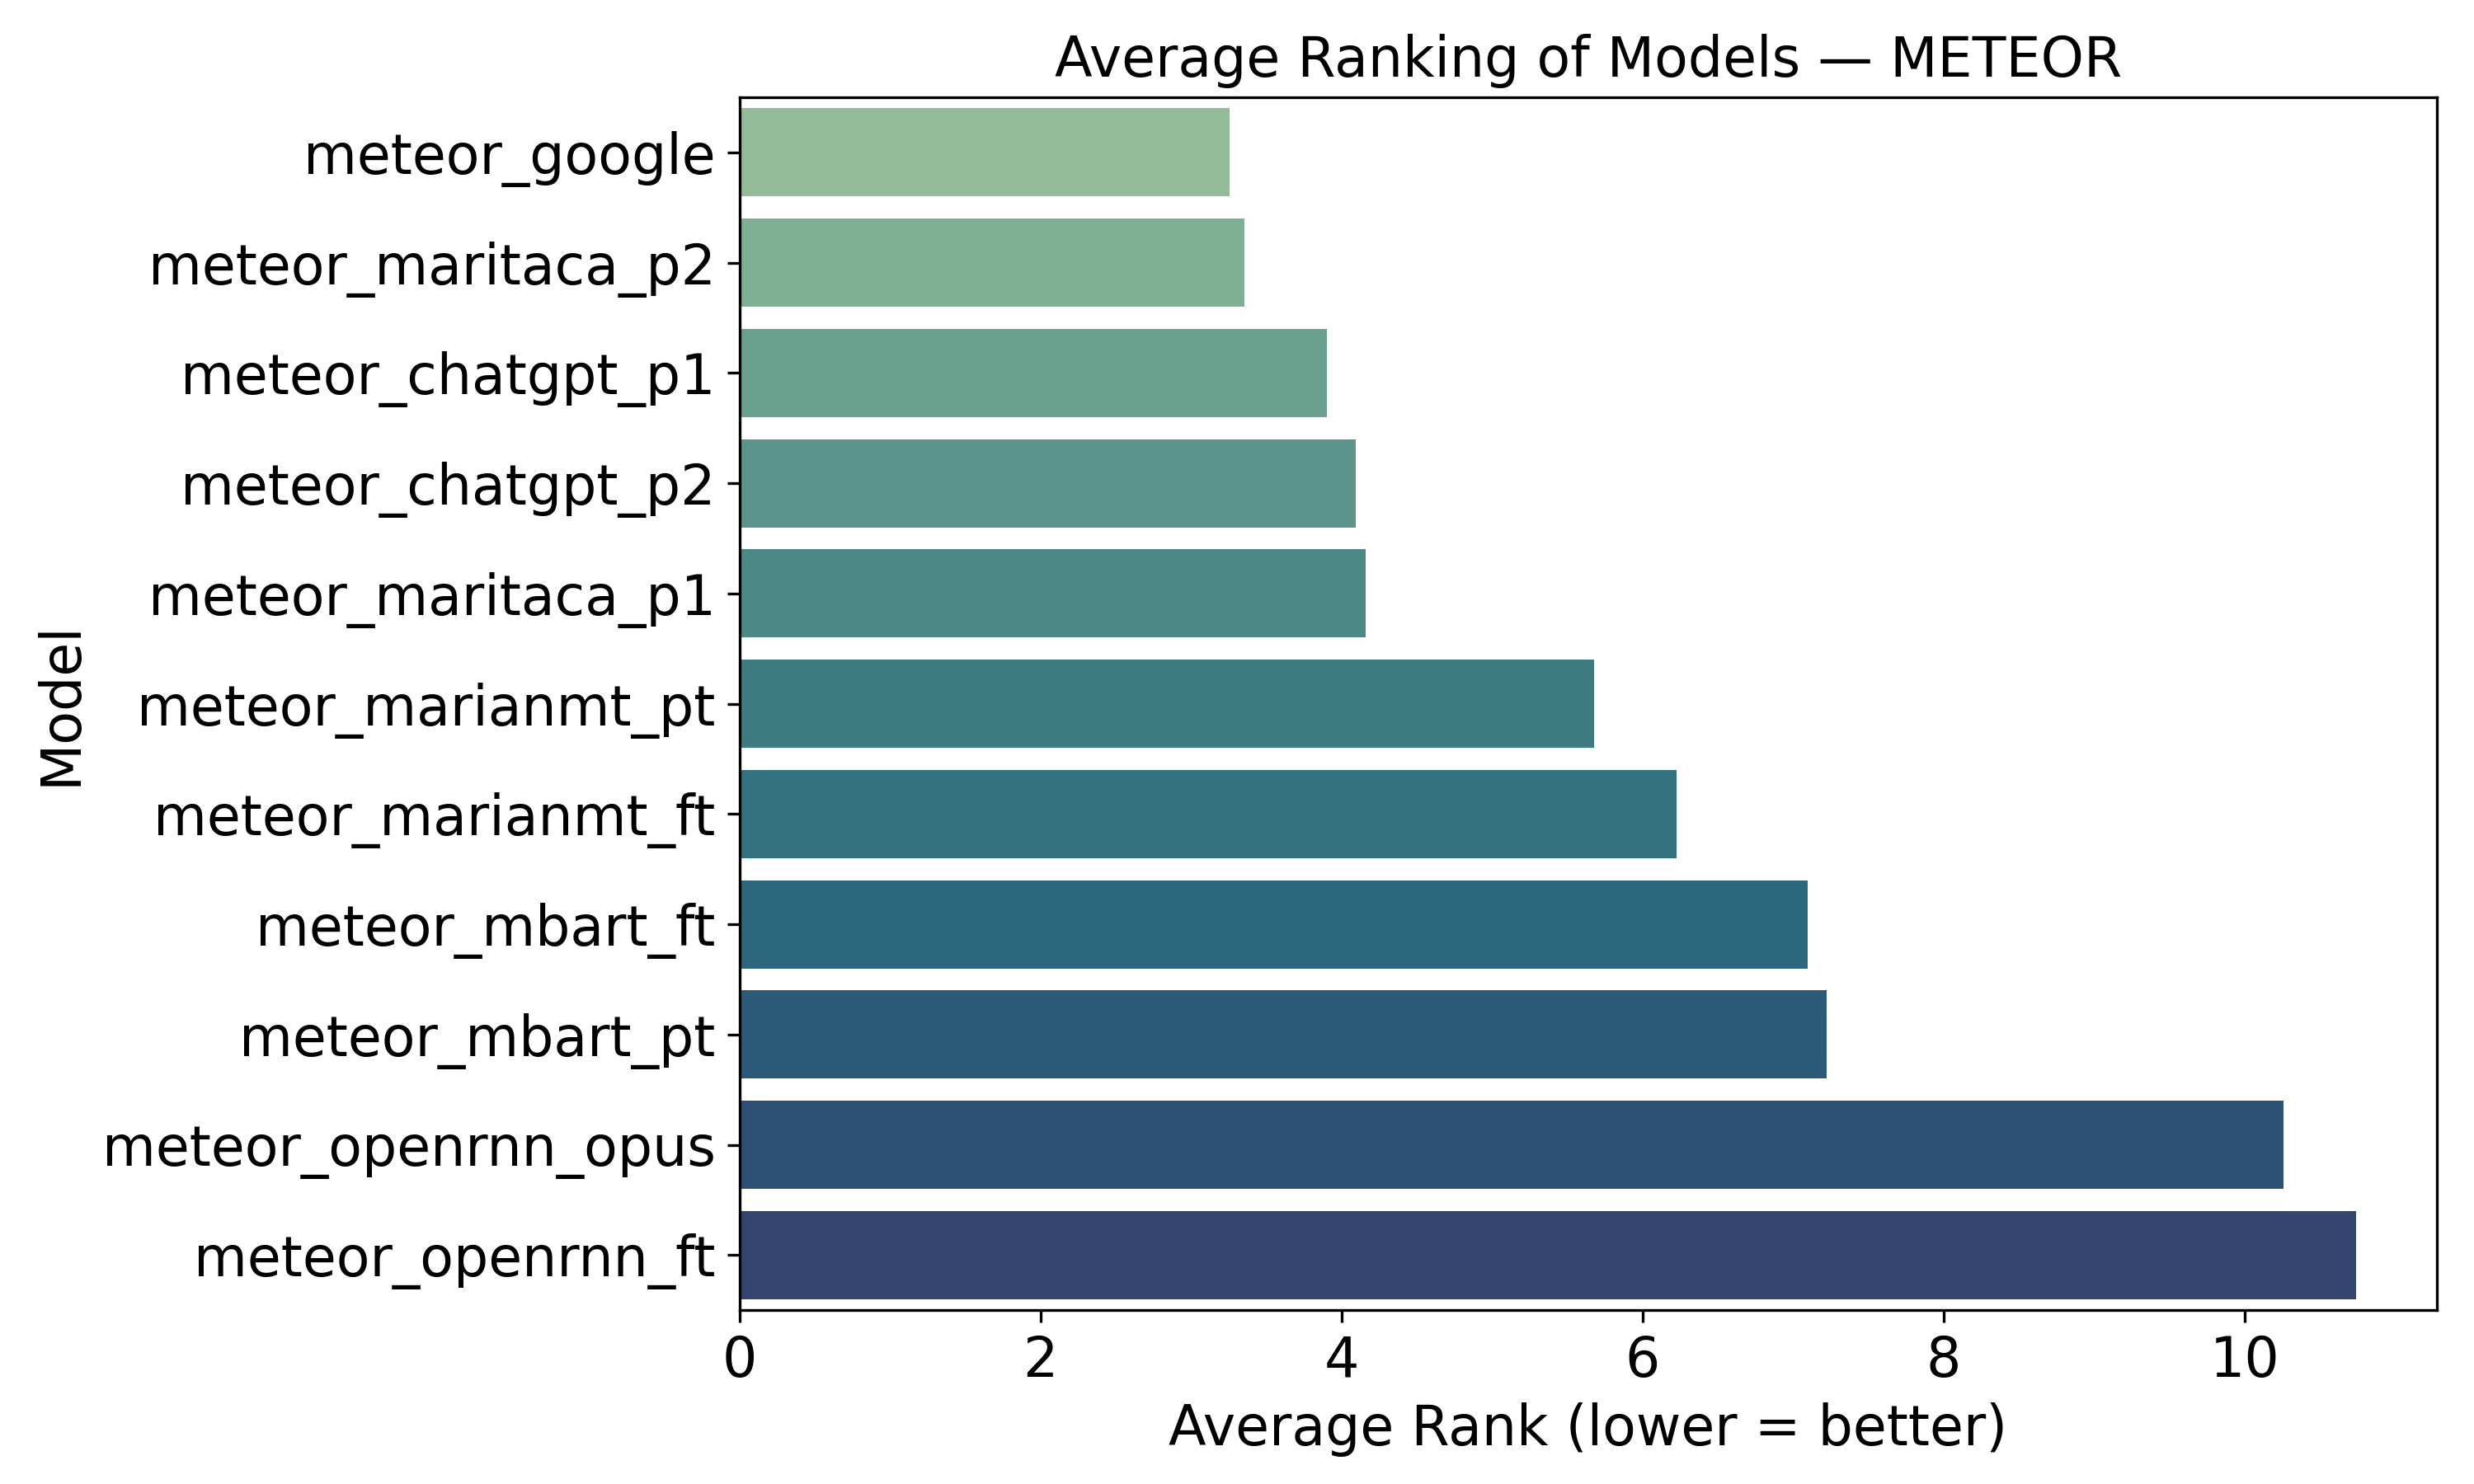 Average Ranking of Models — METEOR
meteor_google
meteor_maritaca_p2
meteor_chatgpt_p1
meteor_chatgpt_p2
meteor_maritaca_p1
meteor_marianmt_pt
meteor_marianmt_ft
meteor_mbart_ft
meteor_mbart_pt
meteor_openrnn_opus
meteor_openrnn_ft
Model
0 2 4 6 8 10
Average Rank (lower = better)